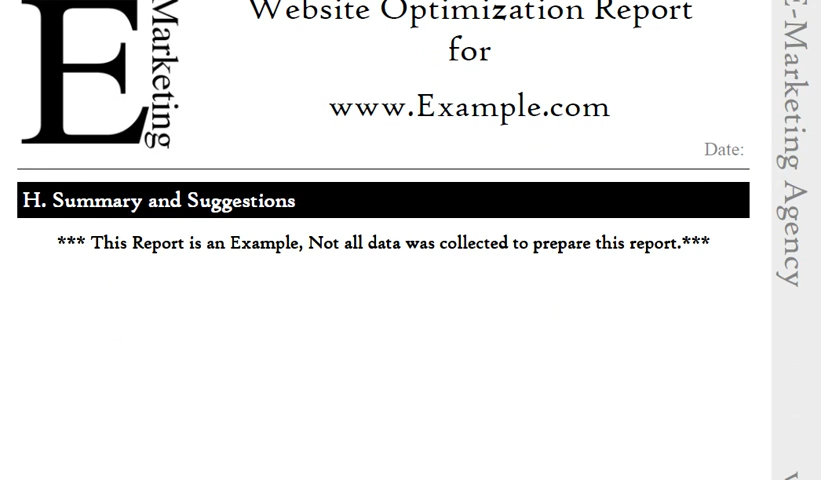 E
Marketing
Website Optimization Report
for
www.Example.com
Date:
H. Summary and Suggestions
*** This Report is an Example, Not all data was collected to prepare this report.***
E-Marketing Agency